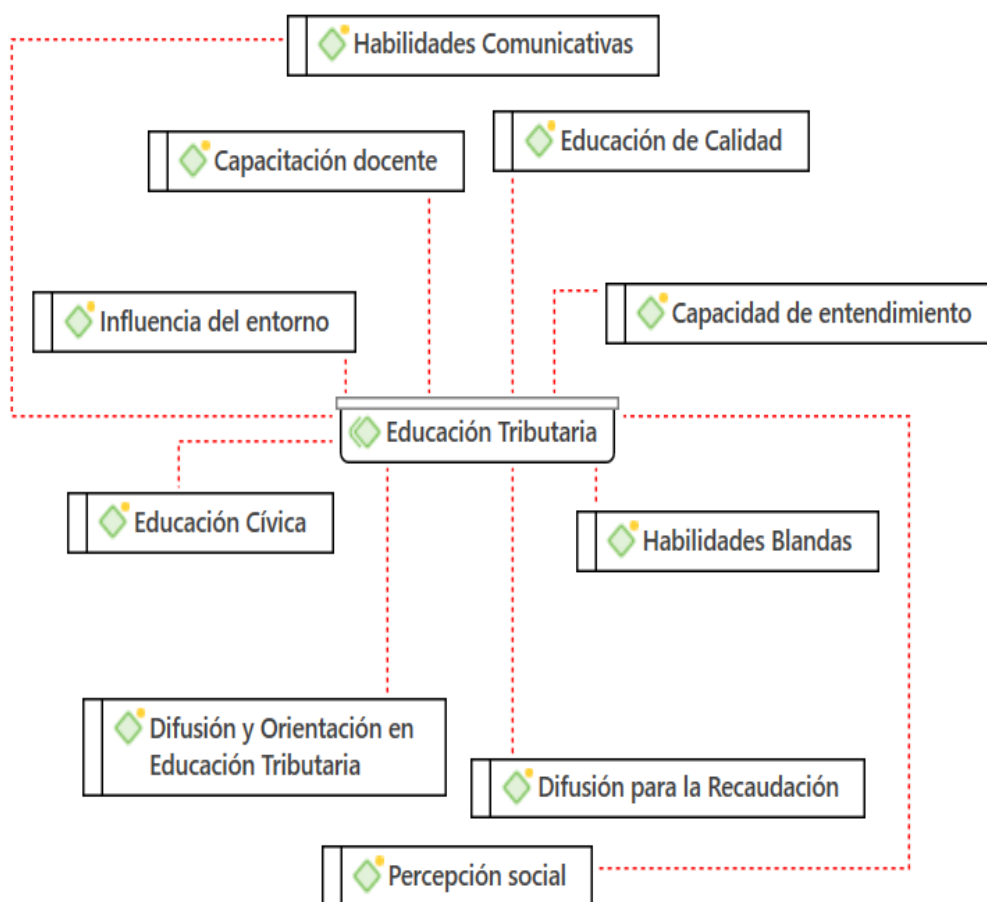 Habilidades Comunicativas
Educación de Calidad
Capacitación docente
Capacidad de entendimiento
Influencia del entorno
Educación Tributaria
Educación Cívica
Habilidades Blandas
Difusión y Orientación en
Educación Tributaria
Difusión para la Recaudación
Percepción social